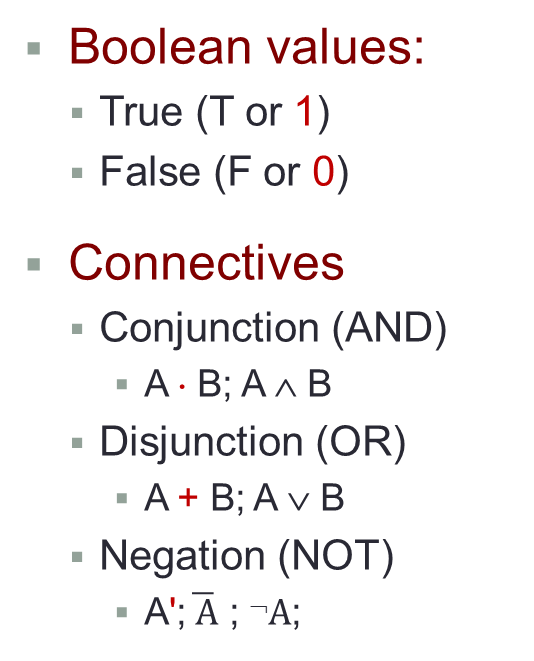 Boolean values:
True (T or 1)
False (F or 0)
Connectives
Conjunction (AND)
A · B; A ∧ B
Disjunction (OR)
A + B; A ∨ B
Negation (NOT)
A'; A̅ ; ¬A;